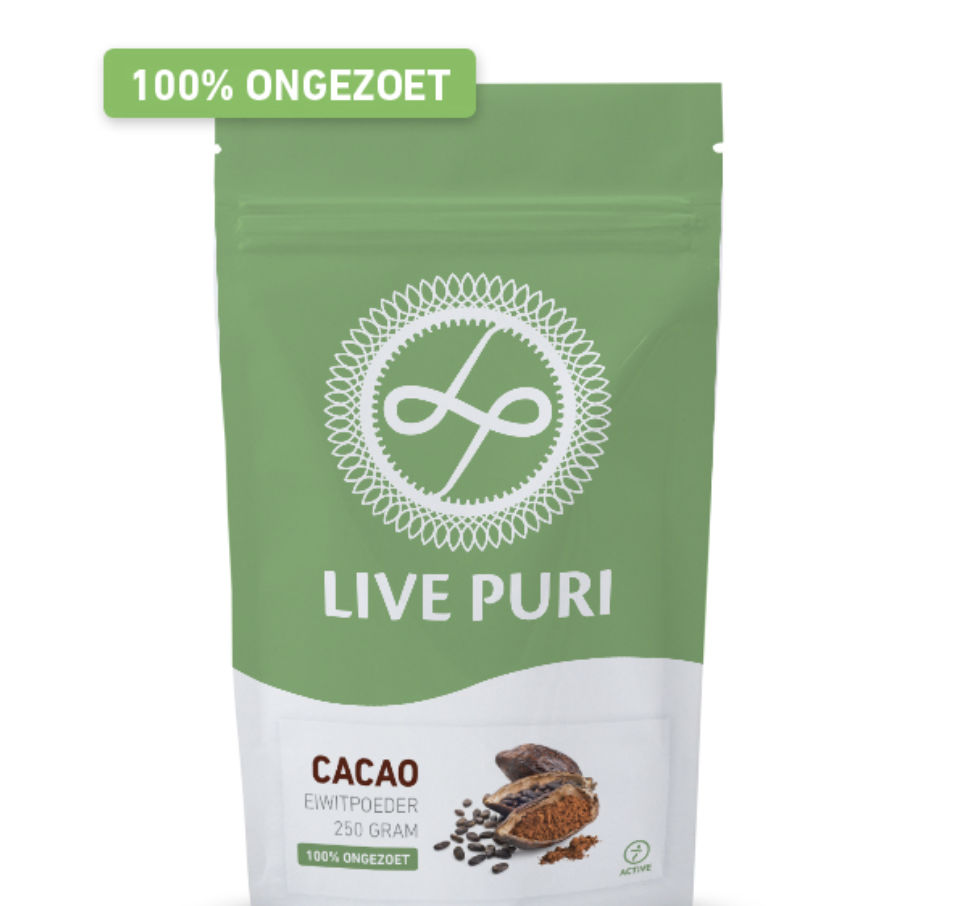 100% ONGEZOET
LIVE PURI
CACAO
EIWITPOEDER
250 GRAM
100% ONGEZOET
ACTIVE